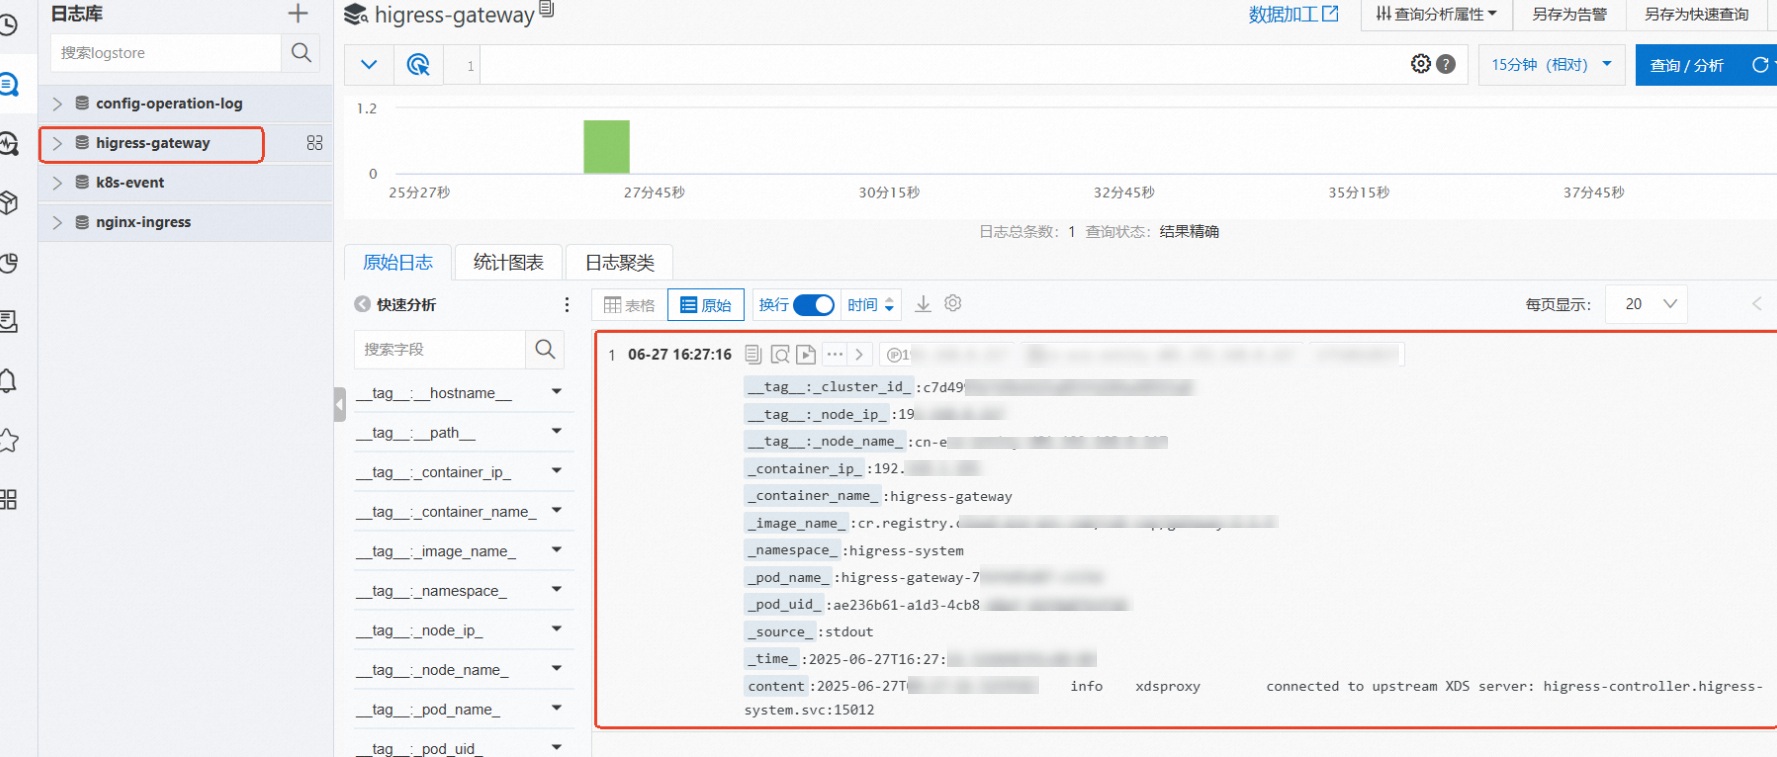 日志库
搜索logstore
config-operation-log
higress-gateway
k8s-event
nginx-ingress
higress-gateway
数据加工
查询分析属性
另存为告警
另存为快速查询
1
15分钟（相对）
查询 / 分析
1.2
0
25分27秒
27分45秒
30分15秒
32分45秒
35分15秒
37分45秒
日志总条数：1 查询状态：结果精确
原始日志
统计图表
日志聚类
快速分析
搜索字段
__tag__:__hostname__
__tag__:__path__
__tag__:_container_ip_
__tag__:_container_name_
__tag__:_image_name_
__tag__:_namespace_
__tag__:_node_ip_
__tag__:_node_name_
__tag__:_pod_name_
__tag__:_pod_uid_
表格
原始
换行
时间
每页显示：
20
1 06-27 16:27:16
IP
__tag__:_cluster_id_ :c7d49
__tag__:_node_ip_ :19
__tag__:_node_name_ :cn-
_container_ip_ :192.
_container_name_ :higress-gateway
_image_name_ :cr.registry.
_namespace_ :higress-system
_pod_name_ :higress-gateway-7
_pod_uid_ :ae236b61-a1d3-4cb8
_source_ :stdout
_time_ :2025-06-27T16:27:
content :2025-06-27T info xdsproxy connected to upstream XDS server: higress-controller.higress-
system.svc:15012